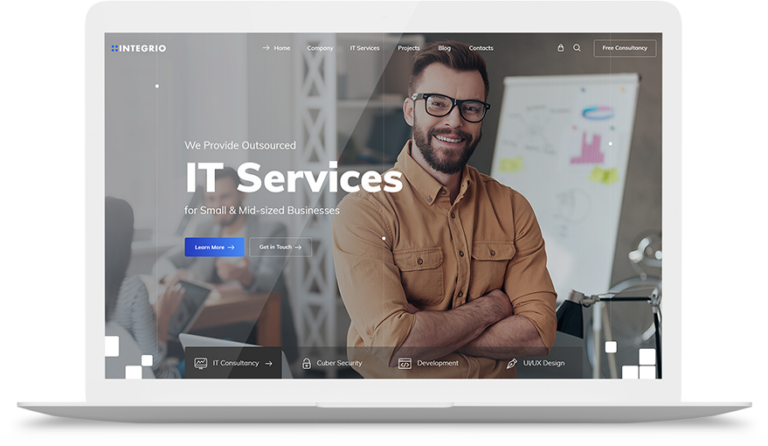 INTEGRIO
Home Company IT Services Projects Blog Contacts
Free Consultancy
We Provide Outsourced
IT Services
for Small & Mid-sized Businesses
Learn More
Get in Touch
IT Consultancy
Cuber Security
Development
UI/UX Design